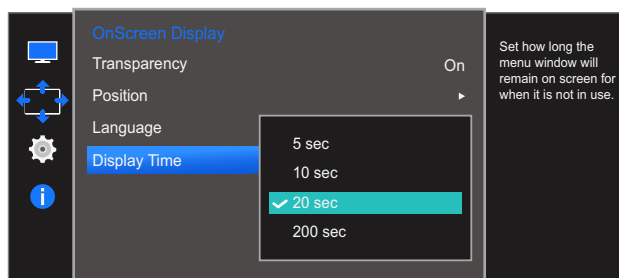 OnScreen Display
Transparency On
Position ►
Language
Display Time
5 sec
10 sec
20 sec
200 sec
Set how long the
menu window will
remain on screen for
when it is not in use.